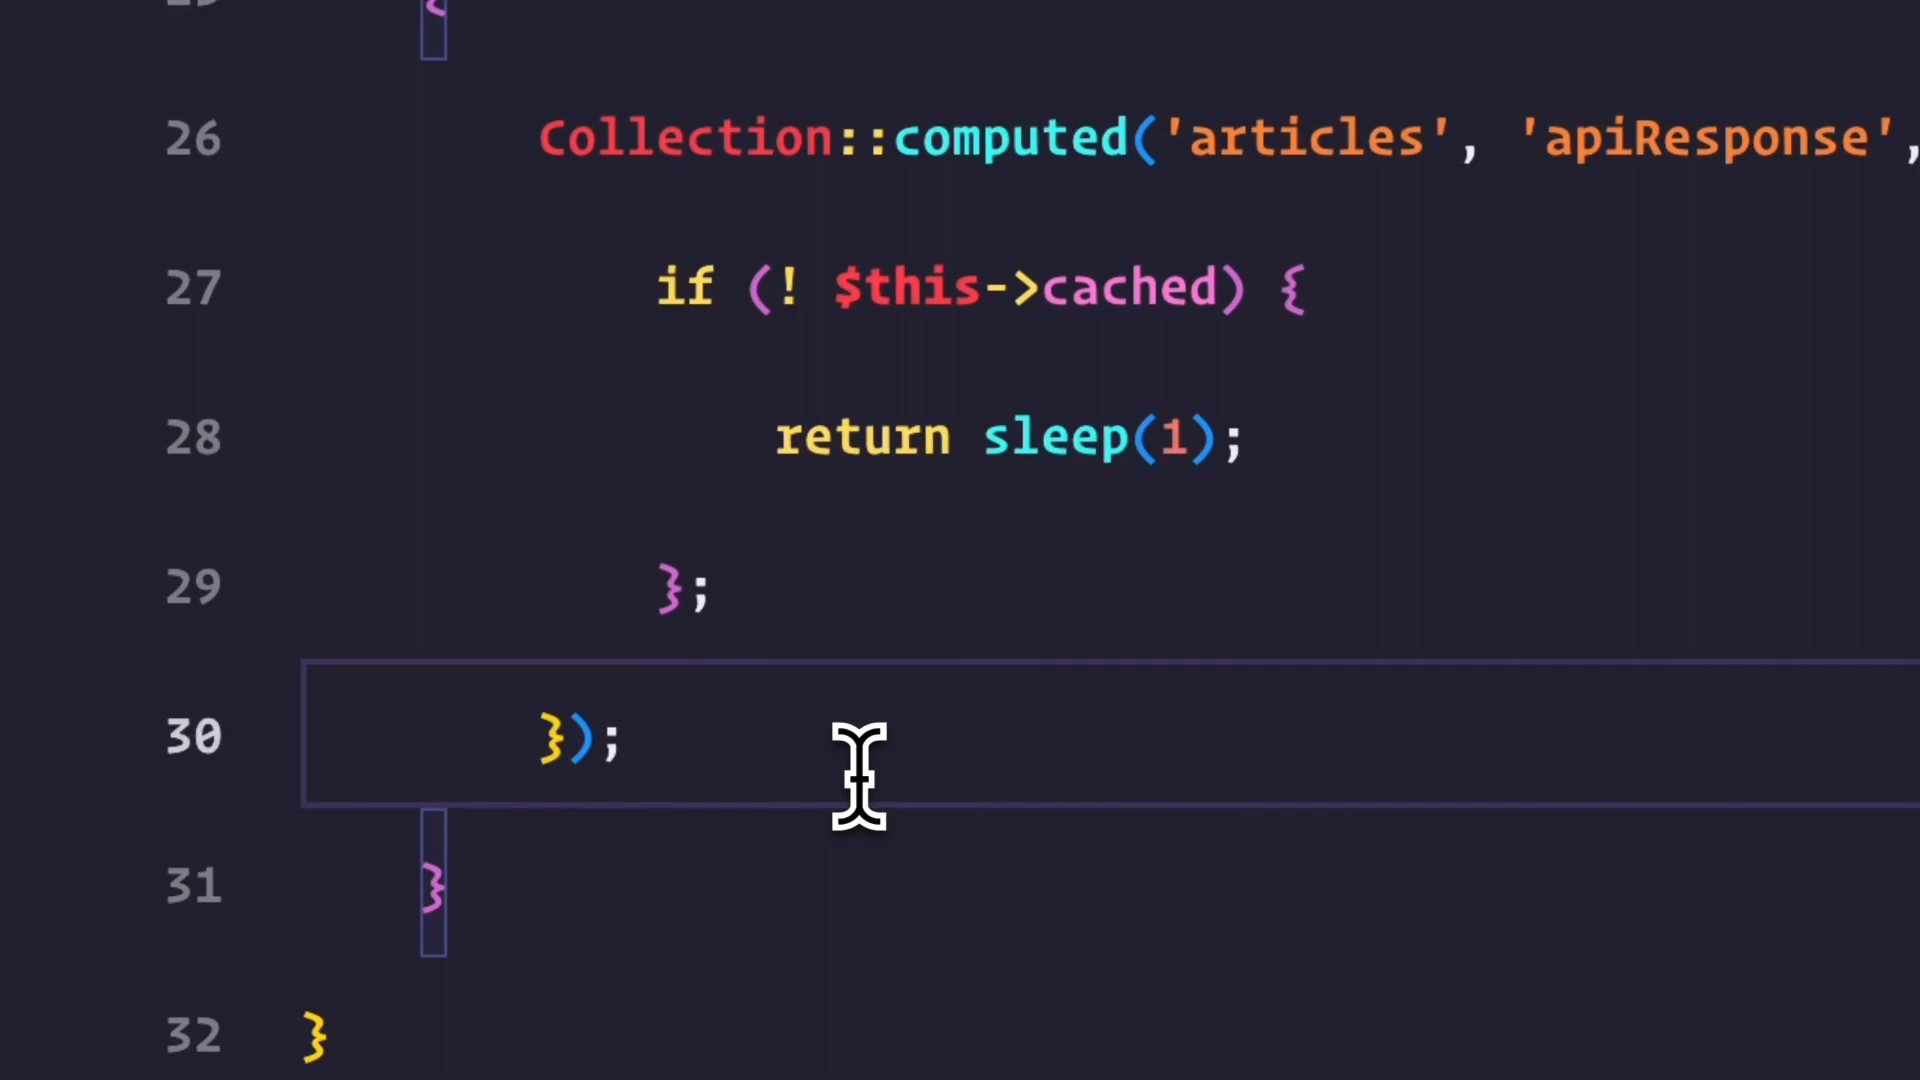 26 Collection::computed('articles', 'apiResponse',
27 if (! $this->cached) {
28 return sleep(1);
29 };
30 });
31 }
32 }